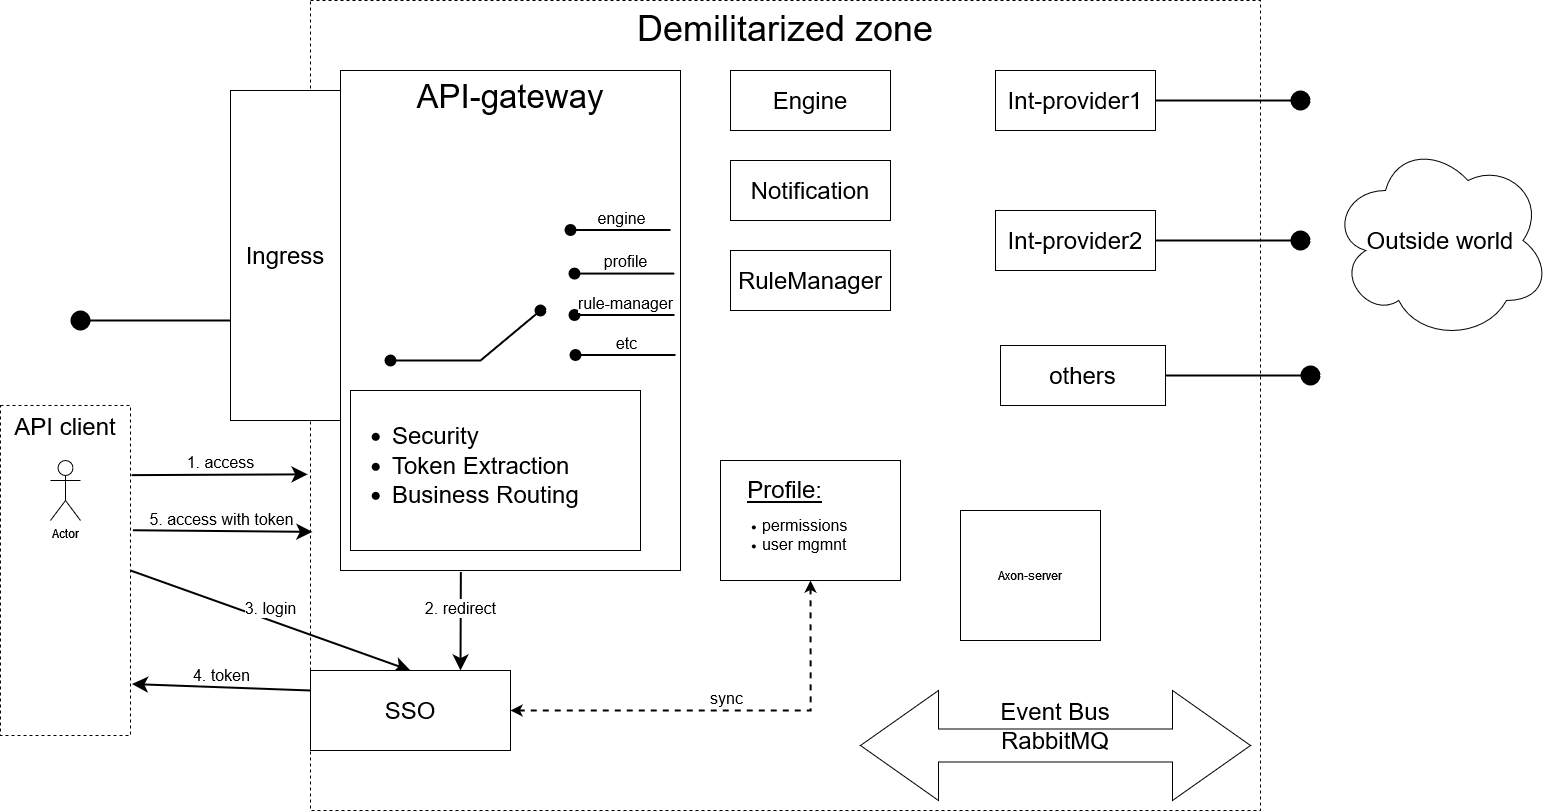 Demilitarized zone
API-gateway
Engine
Int-provider1
Notification
engine
Ingress
Int-provider2
Outside world
profile
RuleManager
rule-manager
etc
others
API client
Actor
1. access
5. access with token
3. login
4. token
Security
Token Extraction
Business Routing
2. redirect
SSO
sync
Profile:
permissions
user mgmnt
Axon-server
Event Bus
RabbitMQ